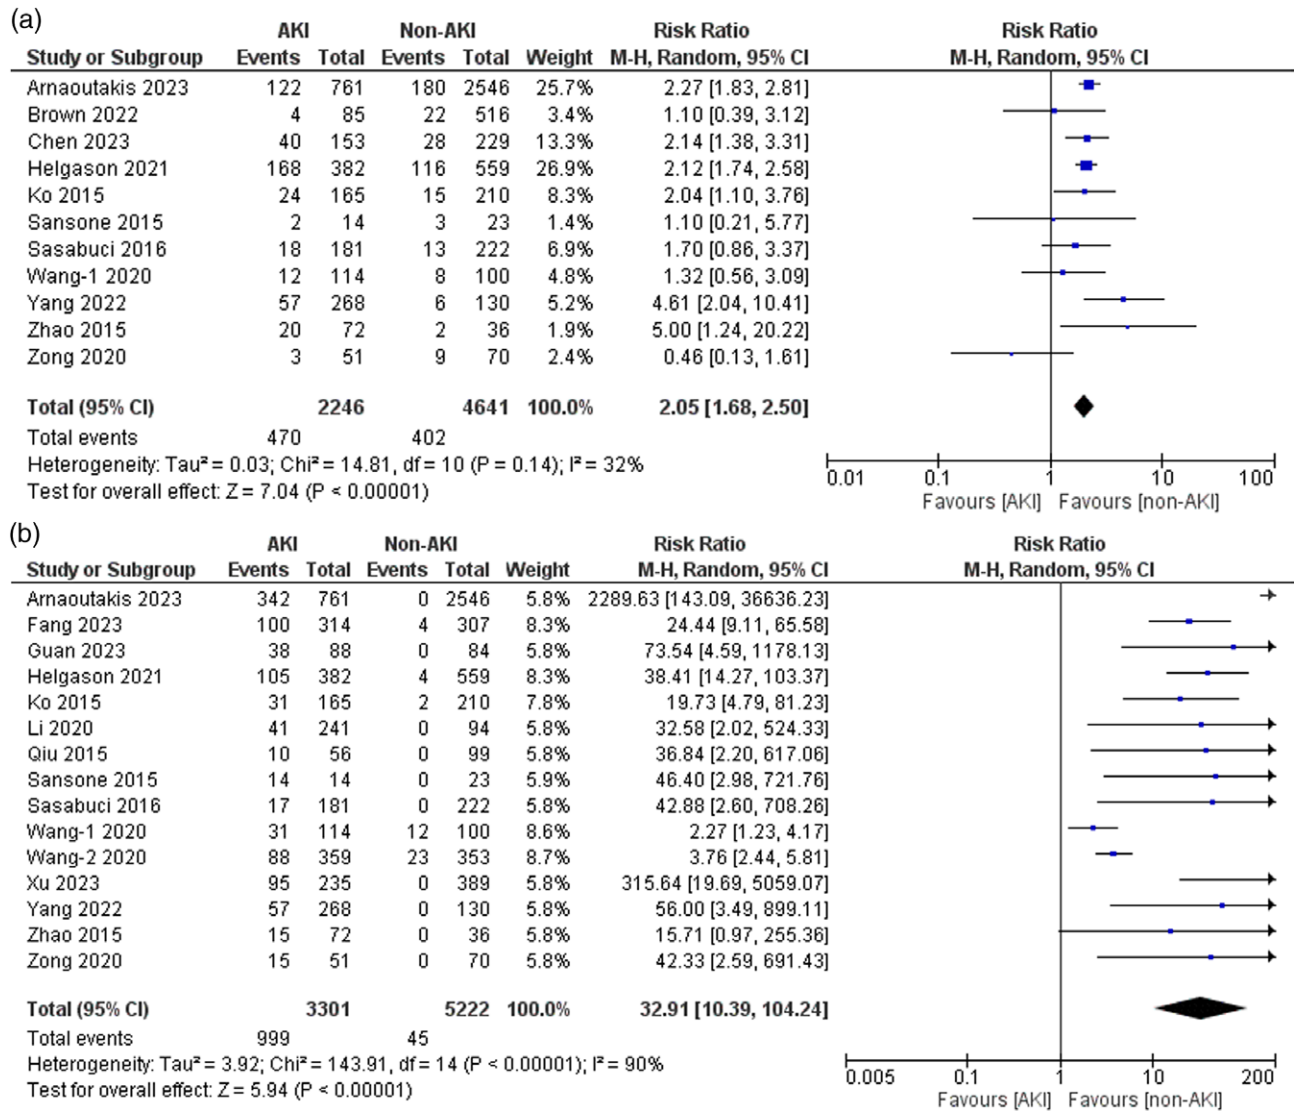 (a)
AKI Non-AKI Risk Ratio Risk Ratio
Study or Subgroup Events Total Events Total Weight M-H, Random, 95% CI M-H, Random, 95% CI
Arnaoutakis 2023 122 761 180 2546 25.7% 2.27 [1.83, 2.81]
Brown 2022 4 85 22 516 3.4% 1.10 [0.39, 3.12]
Chen 2023 40 153 28 229 13.3% 2.14 [1.38, 3.31]
Helgason 2021 168 382 116 559 26.9% 2.12 [1.74, 2.58]
Ko 2015 24 165 15 210 8.3% 2.04 [1.10, 3.76]
Sansone 2015 2 14 3 23 1.4% 1.10 [0.21, 5.77]
Sasabuci 2016 18 181 13 222 6.9% 1.70 [0.86, 3.37]
Wang-1 2020 12 114 8 100 4.8% 1.32 [0.56, 3.09]
Yang 2022 57 268 6 130 5.2% 4.61 [2.04, 10.41]
Zhao 2015 20 72 2 36 1.9% 5.00 [1.24, 20.22]
Zong 2020 3 51 9 70 2.4% 0.46 [0.13, 1.61]
Total (95% CI) 2246 4641 100.0% 2.05 [1.68, 2.50]
Total events 470 402
Heterogeneity: Tau² = 0.03; Chi² = 14.81, df = 10 (P = 0.14); I² = 32%
Test for overall effect: Z = 7.04 (P < 0.00001)
0.01 0.1 1 10 100
Favours [AKI] Favours [non-AKI]
(b)
AKI Non-AKI Risk Ratio Risk Ratio
Study or Subgroup Events Total Events Total Weight M-H, Random, 95% CI M-H, Random, 95% CI
Arnaoutakis 2023 342 761 0 2546 5.8% 2289.63 [143.09, 36636.23]
Fang 2023 100 314 4 307 8.3% 24.44 [9.11, 65.58]
Guan 2023 38 88 0 84 5.8% 73.54 [4.59, 1178.13]
Helgason 2021 105 382 4 559 8.3% 38.41 [14.27, 103.37]
Ko 2015 31 165 2 210 7.8% 19.73 [4.79, 81.23]
Li 2020 41 241 0 94 5.8% 32.58 [2.02, 524.33]
Qiu 2015 10 56 0 99 5.8% 36.84 [2.20, 617.06]
Sansone 2015 14 14 0 23 5.9% 46.40 [2.98, 721.76]
Sasabuci 2016 17 181 0 222 5.8% 42.88 [2.60, 708.26]
Wang-1 2020 31 114 12 100 8.6% 2.27 [1.23, 4.17]
Wang-2 2020 88 359 23 353 8.7% 3.76 [2.44, 5.81]
Xu 2023 95 235 0 389 5.8% 315.64 [19.69, 5059.07]
Yang 2022 57 268 0 130 5.8% 56.00 [3.49, 899.11]
Zhao 2015 15 72 0 36 5.8% 15.71 [0.97, 255.36]
Zong 2020 15 51 0 70 5.8% 42.33 [2.59, 691.43]
Total (95% CI) 3301 5222 100.0% 32.91 [10.39, 104.24]
Total events 999 45
Heterogeneity: Tau² = 3.92; Chi² = 143.91, df = 14 (P < 0.00001); I² = 90%
Test for overall effect: Z = 5.94 (P < 0.00001)
0.005 0.1 1 10 200
Favours [AKI] Favours [non-AKI]